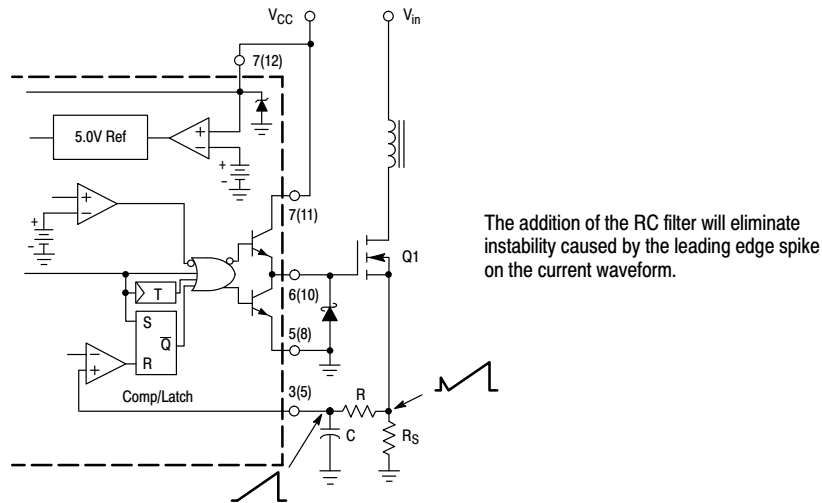 VCC
Vin
7(12)
5.0V Ref
+
−
+
-
+
−
+
-
7(11)
Q1
The addition of the RC filter will eliminate
instability caused by the leading edge spike
on the current waveform.
T
6(10)
S
Q
R
5(8)
−
+
Comp/Latch
3(5)
R
C
RS